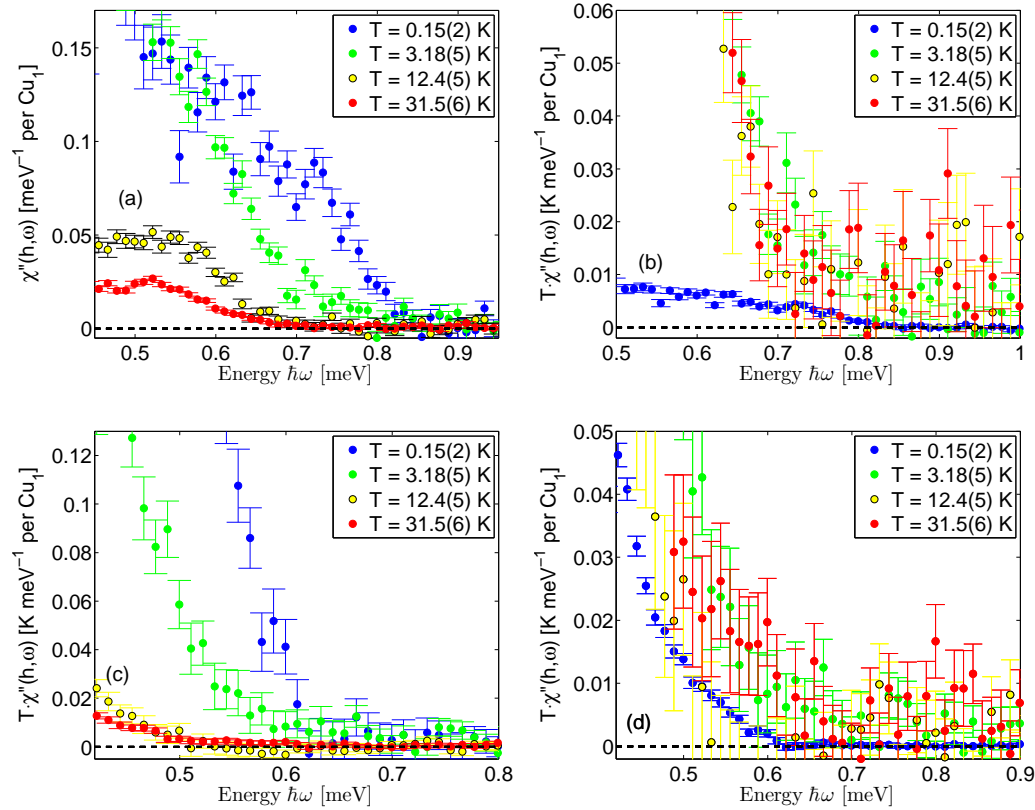 χ''(h,ω) [meV⁻¹ per Cu₁]
0.15
0.1
0.05
0
(a)
T = 0.15(2) K
T = 3.18(5) K
T = 12.4(5) K
T = 31.5(6) K
0.5 0.6 0.7 0.8 0.9
Energy ℏω [meV]
T·χ''(h,ω) [K meV⁻¹ per Cu₁]
0.06
0.05
0.04
0.03
0.02
0.01
0
(b)
T = 0.15(2) K
T = 3.18(5) K
T = 12.4(5) K
T = 31.5(6) K
0.5 0.6 0.7 0.8 0.9 1
Energy ℏω [meV]
T·χ''(h,ω) [K meV⁻¹ per Cu₁]
0.12
0.1
0.08
0.06
0.04
0.02
0
(c)
T = 0.15(2) K
T = 3.18(5) K
T = 12.4(5) K
T = 31.5(6) K
0.5 0.6 0.7 0.8
Energy ℏω [meV]
T·χ''(h,ω) [K meV⁻¹ per Cu₁]
0.05
0.04
0.03
0.02
0.01
0
(d)
T = 0.15(2) K
T = 3.18(5) K
T = 12.4(5) K
T = 31.5(6) K
0.5 0.6 0.7 0.8 0.9
Energy ℏω [meV]